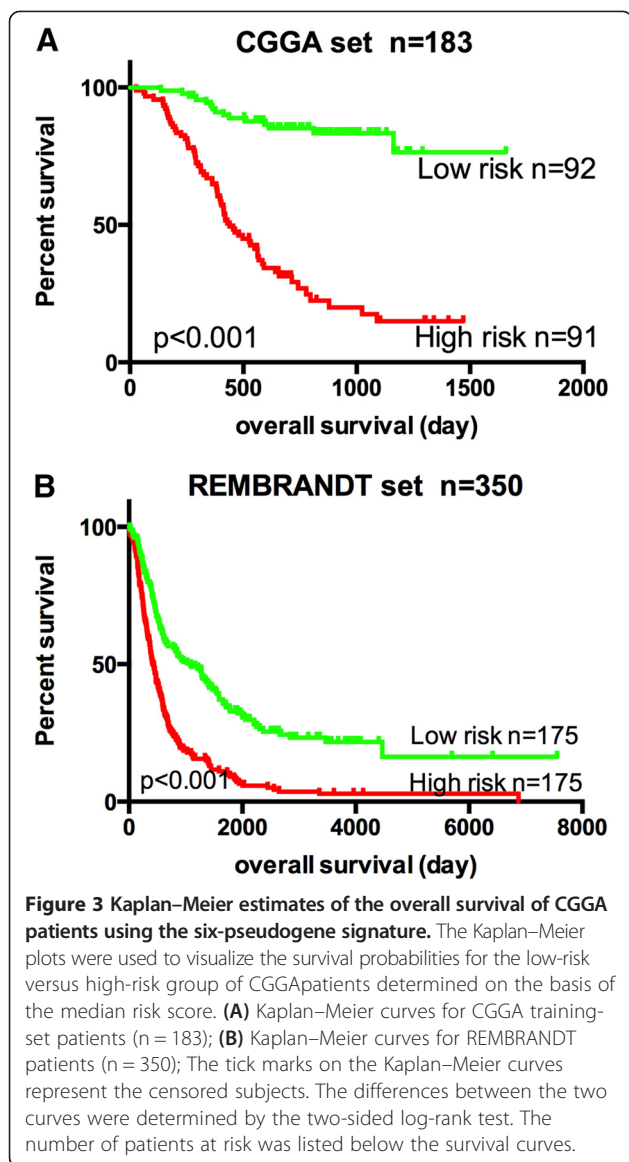 A
CGGA set n=183
Percent survival
100
50
0
Low risk n=92
High risk n=91
p<0.001
0 500 1000 1500 2000
overall survival (day)
B
REMBRANDT set n=350
Percent survival
100
50
0
Low risk n=175
High risk n=175
p<0.001
0 2000 4000 6000 8000
overall survival (day)
Figure 3 Kaplan–Meier estimates of the overall survival of CGGA
patients using the six-pseudogene signature. The Kaplan–Meier
plots were used to visualize the survival probabilities for the low-risk
versus high-risk group of CGGApatients determined on the basis of
the median risk score. (A) Kaplan–Meier curves for CGGA training-
set patients (n = 183); (B) Kaplan–Meier curves for REMBRANDT
patients (n = 350); The tick marks on the Kaplan–Meier curves
represent the censored subjects. The differences between the two
curves were determined by the two-sided log-rank test. The
number of patients at risk was listed below the survival curves.